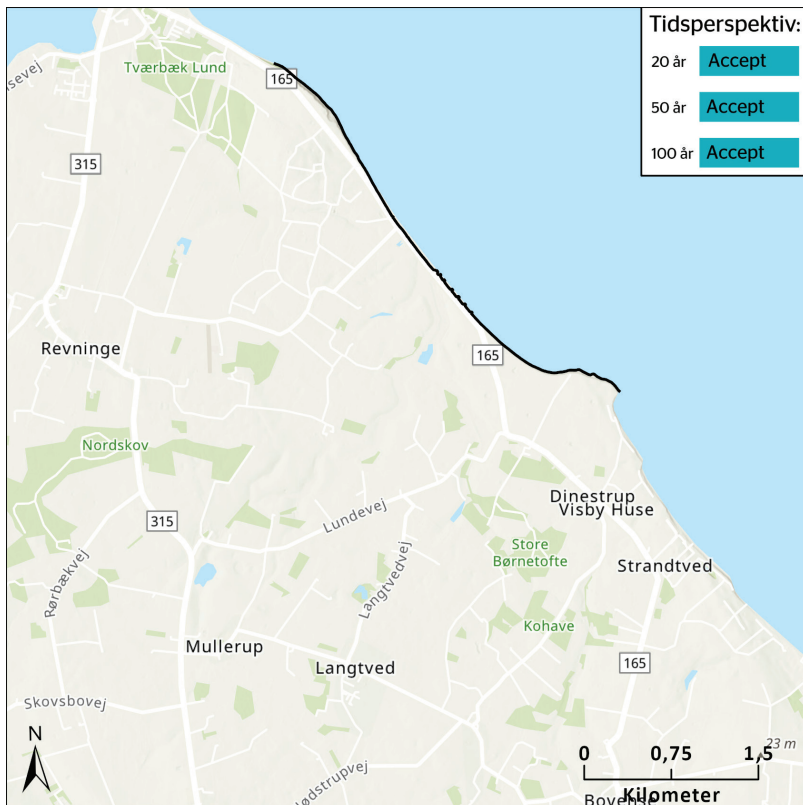 Tidsperspektiv:
20 år Accept
50 år Accept
100 år Accept
Tværbæk Lund
165
315
Revninge
165
Nordskov
Dinestrup
Visby Huse
315
Lundevej
Store
Børnetofte
Strandtved
Rørbækvej
Langtvedvej
Kohave
Mullerup
Langtved
165
Skovsbovej
N
23 m
0 0,75 1,5
Kilometer